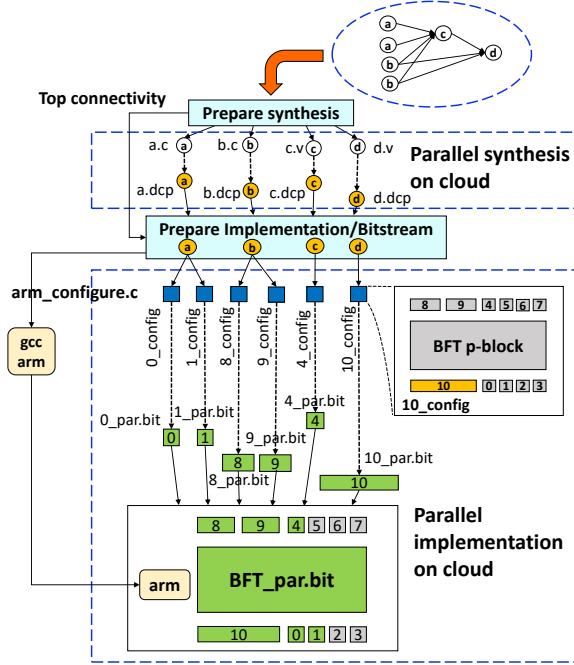 a
a
b
b
c
d
Top connectivity
Prepare synthesis
a.c
a
b.c
b
c.v
c
d
d.v
Parallel synthesis
on cloud
a.dcp
a
b.dcp
b
c.dcp
c
d
d.dcp
Prepare Implementation/Bitstream
a
b
c
d
arm_configure.c
0_config
1_config
8_config
9_config
4_config
10_config
8
9
4
5
6
7
BFT p-block
10
0
1
2
3
10_config
gcc
arm
0_par.bit
1_par.bit
4_par.bit
0
1
4
9_par.bit
8
9
8_par.bit
10_par.bit
10
8
9
4
5
6
7
arm
BFT_par.bit
10
0
1
2
3
Parallel
implementation
on cloud